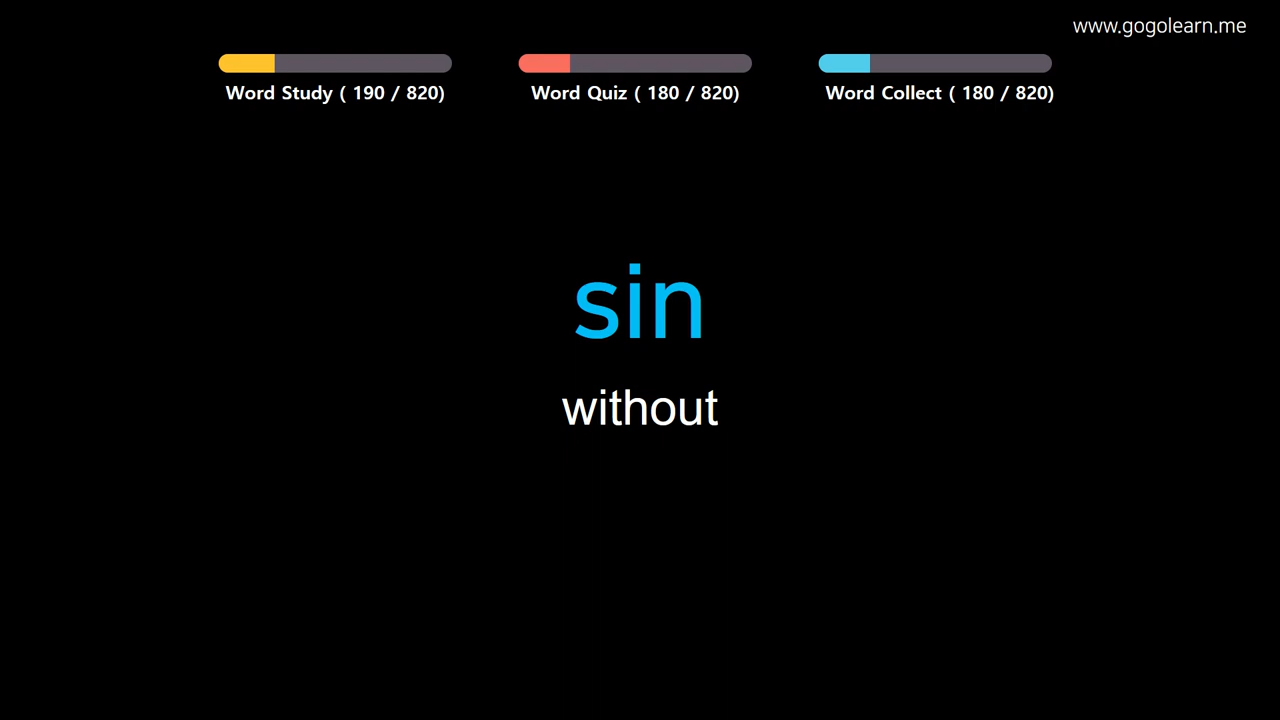 www.gogolearn.me
Word Study ( 190 / 820)
Word Quiz ( 180 / 820)
Word Collect ( 180 / 820)
sin
without